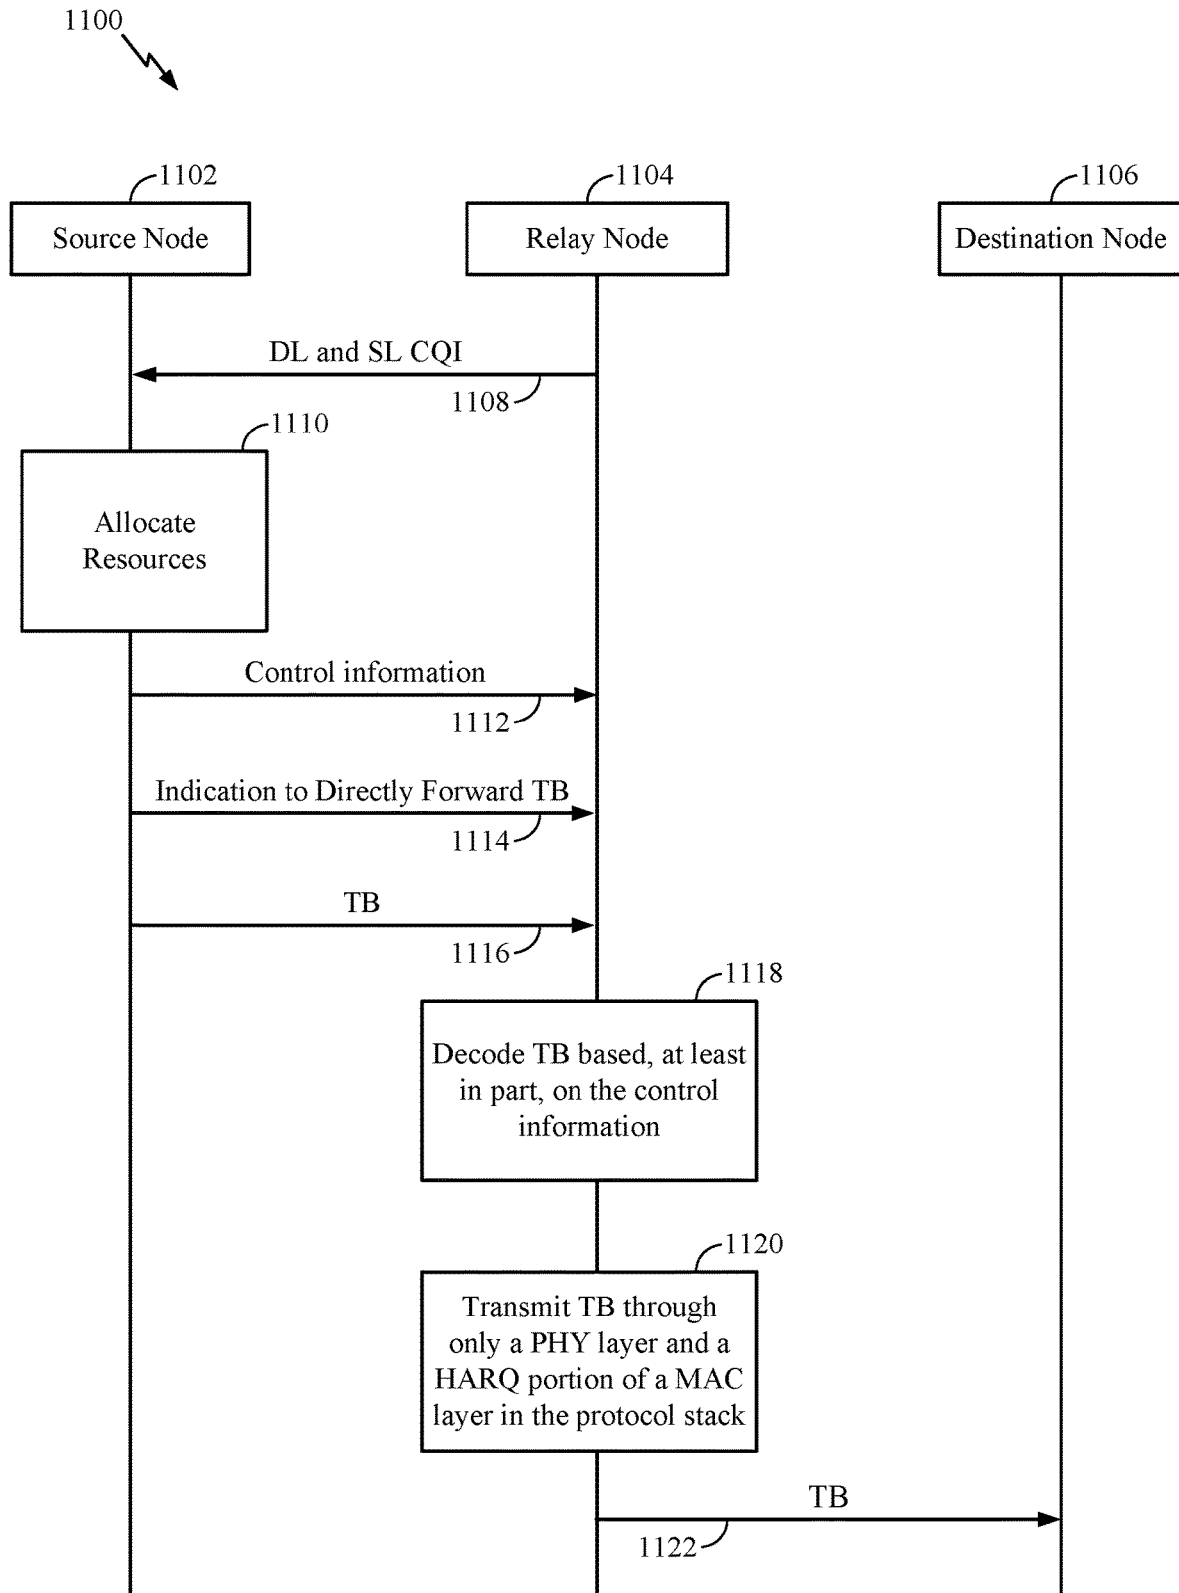 1100
1102
1104
1106
Source Node
Relay Node
Destination Node
DL and SL CQI
1108
1110
Allocate
Resources
Control information
1112
Indication to Directly Forward TB
1114
TB
1116
1118
Decode TB based, at least
in part, on the control
information
1120
Transmit TB through
only a PHY layer and a
HARQ portion of a MAC
layer in the protocol stack
TB
1122